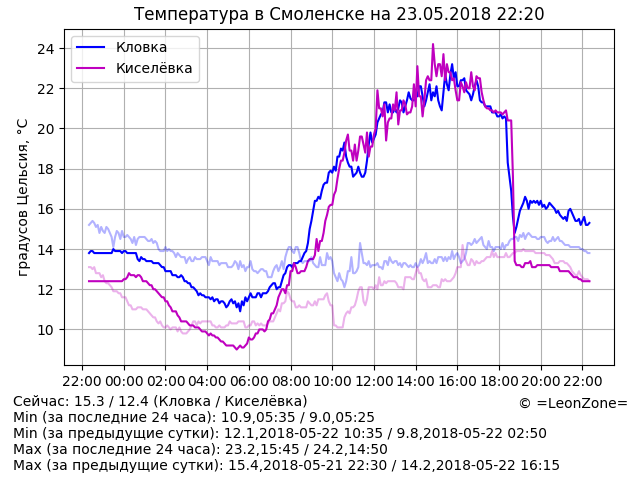 Температура в Смоленске на 23.05.2018 22:20
Кловка
Киселёвка
градусов Цельсия, °C
24
22
20
18
16
14
12
10
22:00 00:00 02:00 04:00 06:00 08:00 10:00 12:00 14:00 16:00 18:00 20:00 22:00
Сейчас: 15.3 / 12.4 (Кловка / Киселёвка)
© =LeonZone=
Min (за последние 24 часа): 10.9,05:35 / 9.0,05:25
Min (за предыдущие сутки): 12.1,2018-05-22 10:35 / 9.8,2018-05-22 02:50
Max (за последние 24 часа): 23.2,15:45 / 24.2,14:50
Max (за предыдущие сутки): 15.4,2018-05-21 22:30 / 14.2,2018-05-22 16:15